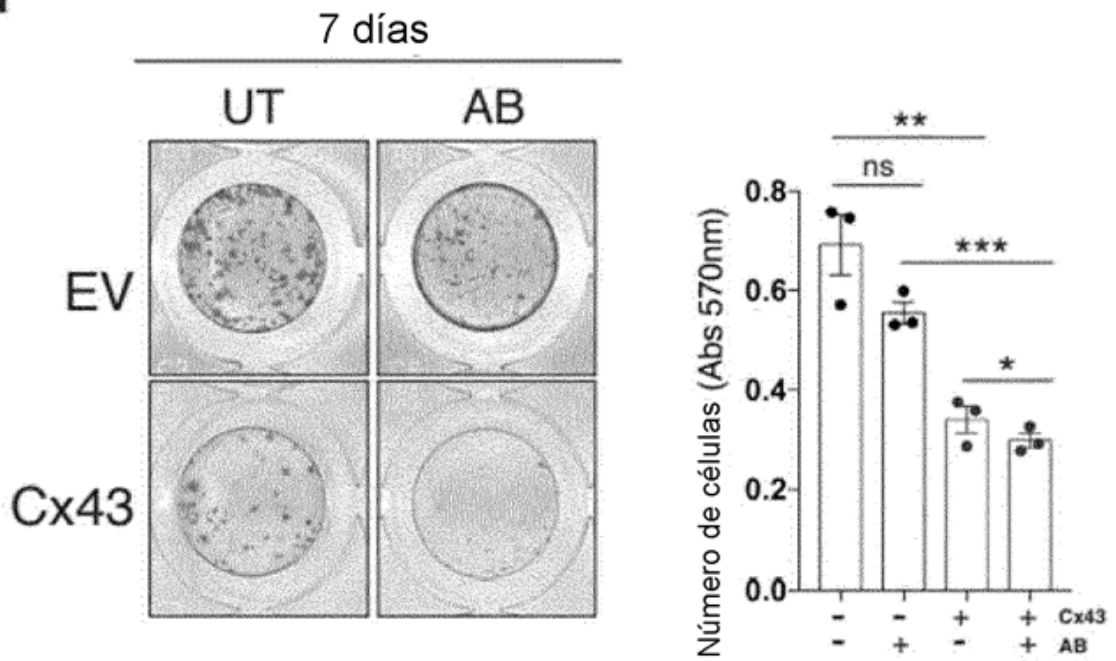 7 días
UT AB
EV
Cx43
**
ns
***
*
Número de células (Abs 570nm)
0.8
0.6
0.4
0.2
0.0
- - + + Cx43
- + - + AB